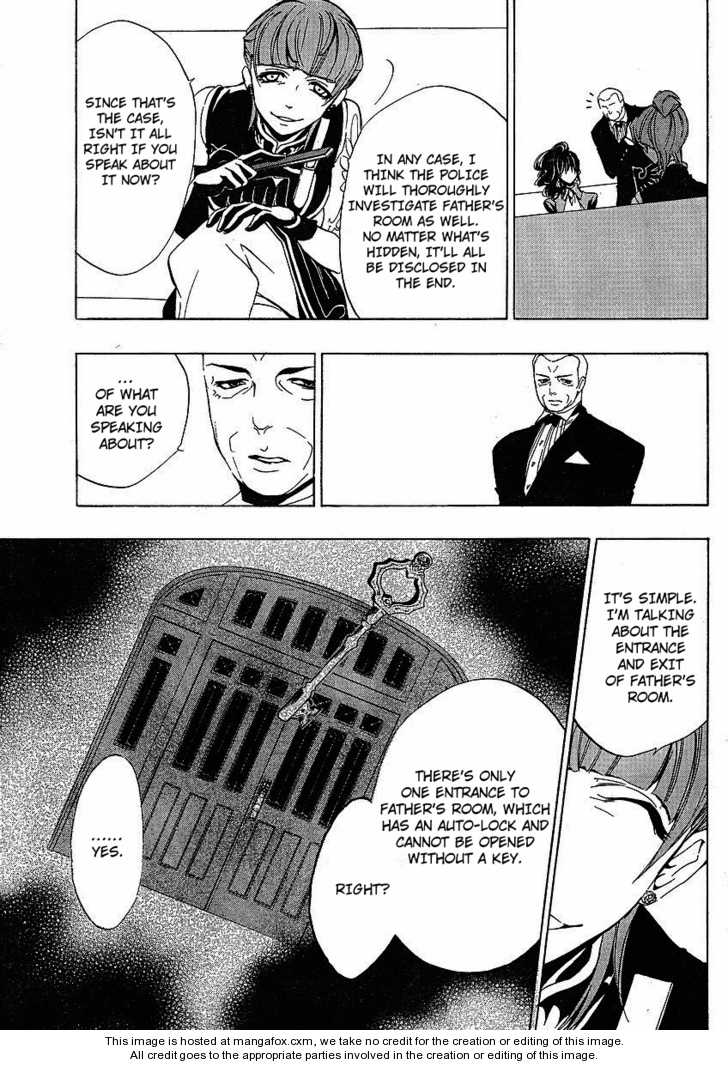 IN ANY CASE, I
THINK THE POLICE
WILL THOROUGHLY
INVESTIGATE FATHER'S
ROOM AS WELL.
NO MATTER WHAT'S
HIDDEN, IT'LL ALL
BE DISCLOSED IN
THE END.
SINCE THAT'S
THE CASE,
ISN'T IT ALL
RIGHT IF YOU
SPEAK ABOUT
IT NOW?
...
OF WHAT
ARE YOU
SPEAKING
ABOUT?
IT'S SIMPLE.
I'M TALKING
ABOUT THE
ENTRANCE
AND EXIT
OF FATHER'S
ROOM.
THERE'S ONLY
ONE ENTRANCE TO
FATHER'S ROOM, WHICH
HAS AN AUTO-LOCK AND
CANNOT BE OPENED
WITHOUT A KEY.
RIGHT?
......
YES.
This image is hosted at mangafox.cxm, we take no credit for the creation or editing of this image.
All credit goes to the appropriate parties involved in the creation or editing of this image.